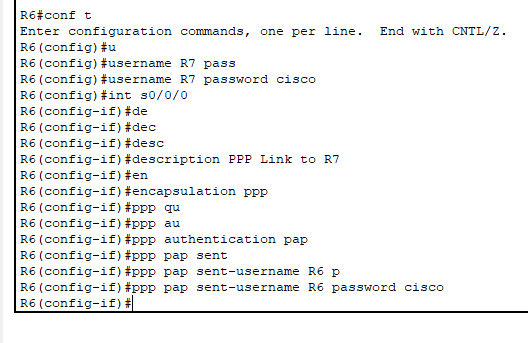 R6#conf t
Enter configuration commands, one per line.  End with CNTL/Z.
R6(config)#u
R6(config)#username R7 pass
R6(config)#username R7 password cisco
R6(config)#int s0/0/0
R6(config-if)#de
R6(config-if)#dec
R6(config-if)#desc
R6(config-if)#description PPP Link to R7
R6(config-if)#en
R6(config-if)#encapsulation ppp
R6(config-if)#ppp qu
R6(config-if)#ppp au
R6(config-if)#ppp authentication pap
R6(config-if)#ppp pap sent
R6(config-if)#ppp pap sent-username R6 p
R6(config-if)#ppp pap sent-username R6 password cisco
R6(config-if)#